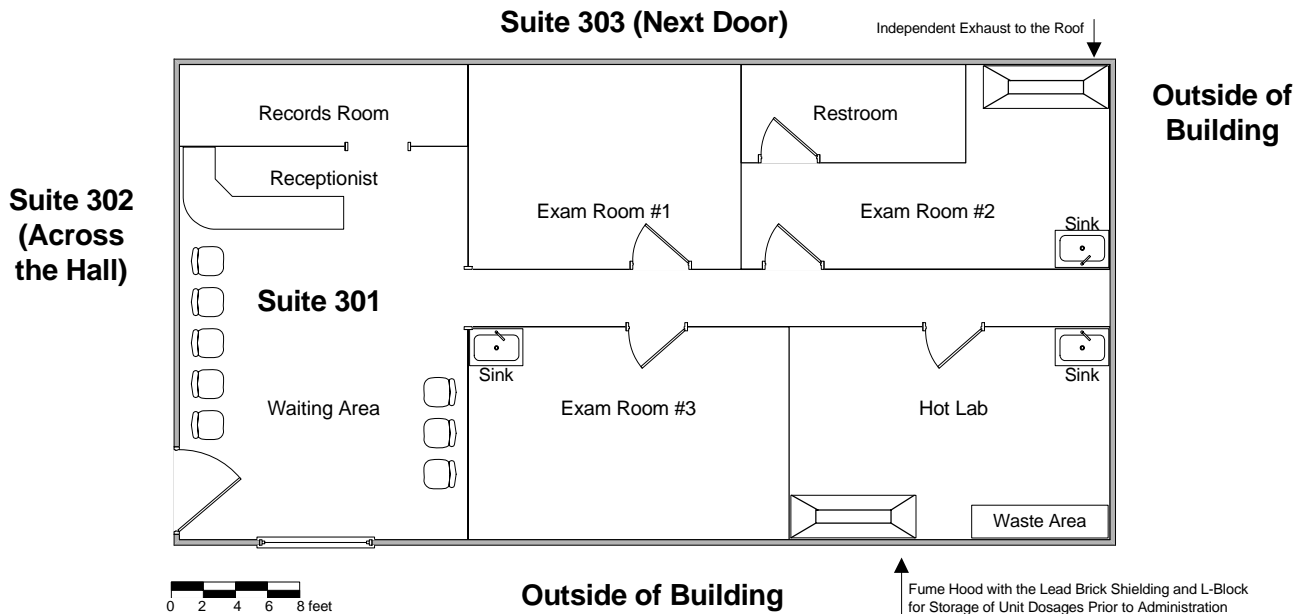 Suite 303 (Next Door)
Independent Exhaust to the Roof
Outside of
Building
Records Room
Restroom
Receptionist
Suite 302
(Across
the Hall)
Exam Room #1
Exam Room #2
Sink
Suite 301
Sink
Sink
Waiting Area
Exam Room #3
Hot Lab
Waste Area
0 2 4 6 8 feet
Outside of Building
Fume Hood with the Lead Brick Shielding and L-Block
for Storage of Unit Dosages Prior to Administration